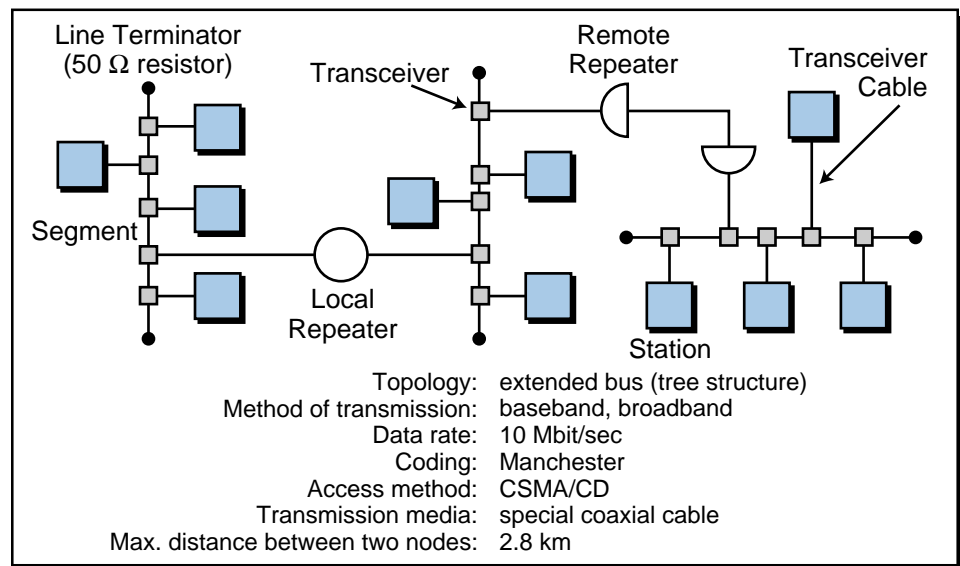 Line Terminator
(50 Ω resistor)
Transceiver
Remote
Repeater
Transceiver
Cable
Segment
Local
Repeater
Station
Topology: extended bus (tree structure)
Method of transmission: baseband, broadband
Data rate: 10 Mbit/sec
Coding: Manchester
Access method: CSMA/CD
Transmission media: special coaxial cable
Max. distance between two nodes: 2.8 km